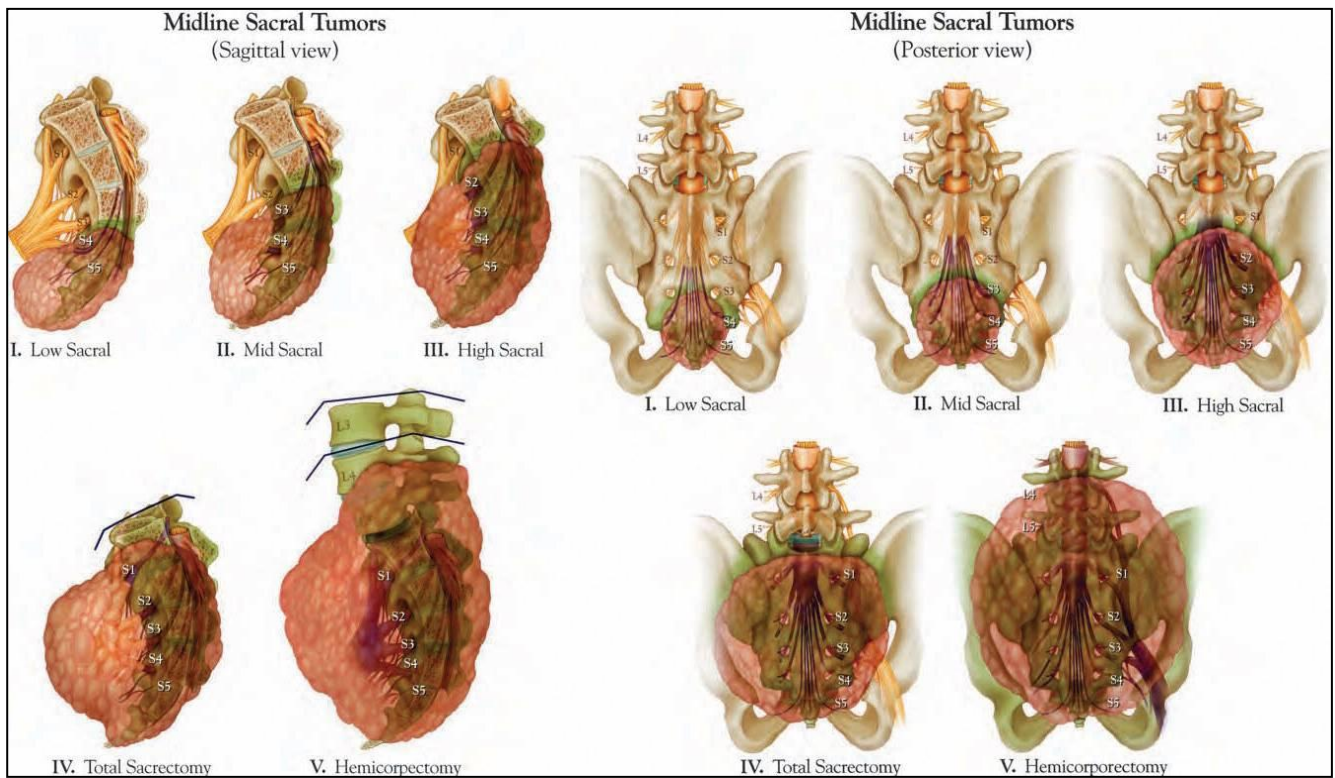 Midline Sacral Tumors
(Sagittal view)
S1
S2
S4
S5
I. Low Sacral
S3
S4
S5
II. Mid Sacral
S2
S3
S4
S5
III. High Sacral
S1
S2
S3
S4
S5
IV. Total Sacrectomy
L3
L4
S1
S2
S3
S4
S5
V. Hemicorpectomy
Midline Sacral Tumors
(Posterior view)
L4
L5
S1
S2
S3
S4
S5
I. Low Sacral
L4
L5
S1
S2
S3
S4
S5
II. Mid Sacral
L4
L5
S1
S2
S3
S4
S5
III. High Sacral
L4
L5
S1
S2
S3
S4
S5
IV. Total Sacrectomy
L4
L5
S1
S2
S3
S4
S5
V. Hemicorporectomy